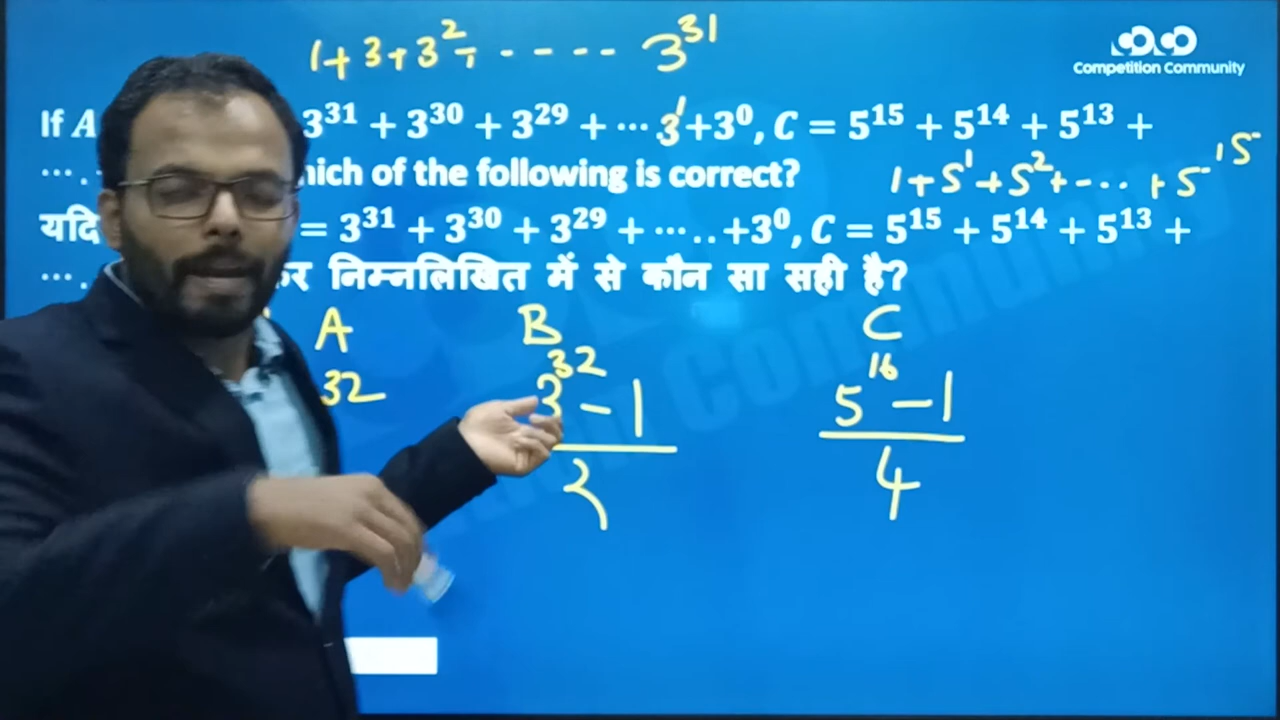 1 + 3 + 3² + - - - - 3³¹
Competition Community
If A 3³¹ + 3³⁰ + 3²⁹ + ··· 3¹ + 3⁰, C = 5¹⁵ + 5¹⁴ + 5¹³ +
··· . of the following is correct?
1 + 5¹ + 5² + - - - + 5¹⁵
यदि = 3³¹ + 3³⁰ + 3²⁹ + ····· + 3⁰, C = 5¹⁵ + 5¹⁴ + 5¹³ +
··· . निम्नलिखित में से कौन सा सही है?
A B C
32 3³² − 1 5¹⁶ − 1
२ 4